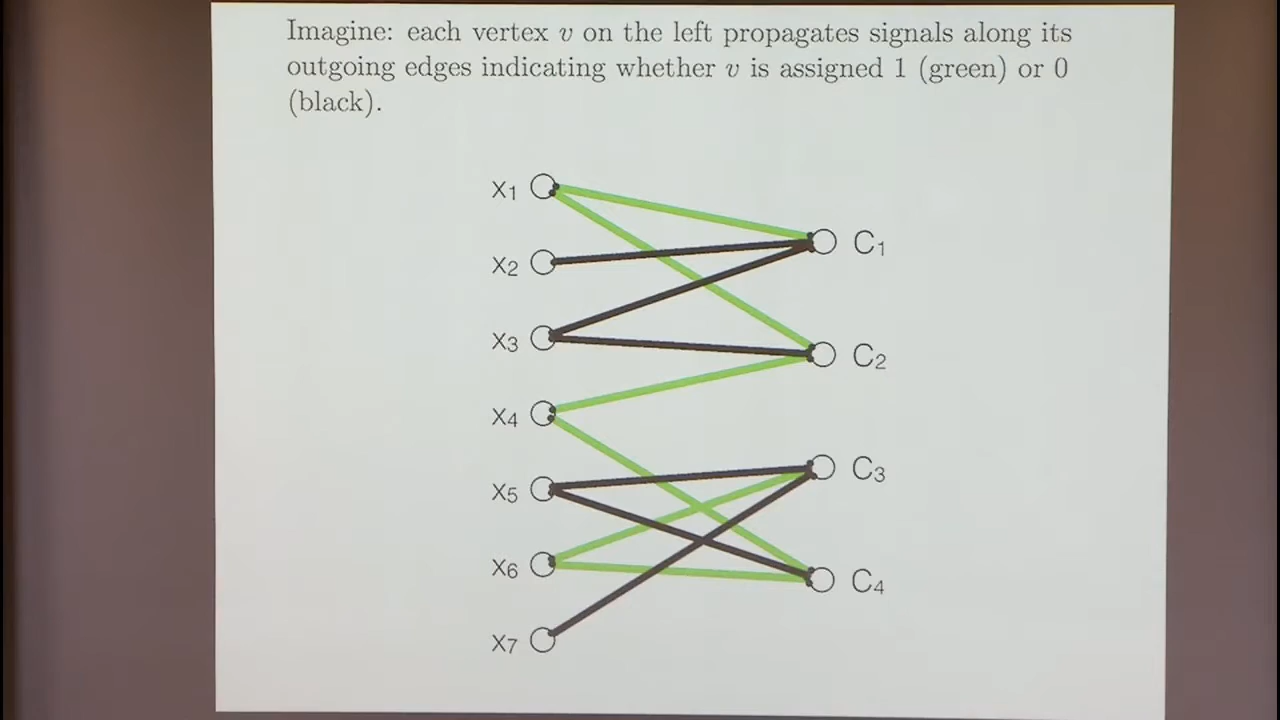 Imagine: each vertex v on the left propagates signals along its
outgoing edges indicating whether v is assigned 1 (green) or 0
(black).
X1
C1
X2
X3
C2
X4
C3
X5
X6
C4
X7